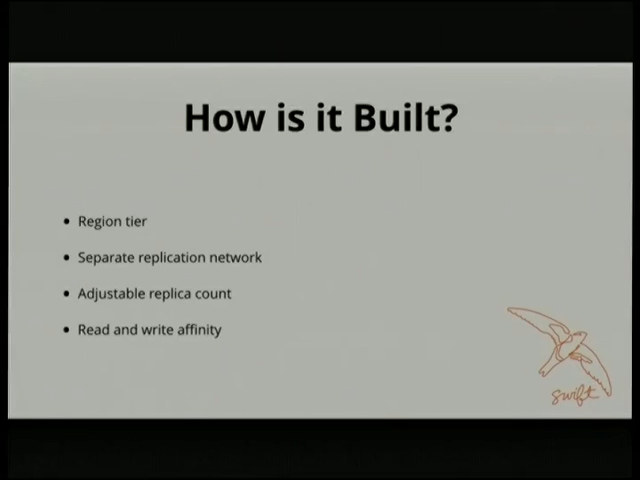 How is it Built?
Region tier
Separate replication network
Adjustable replica count
Read and write affinity
swift